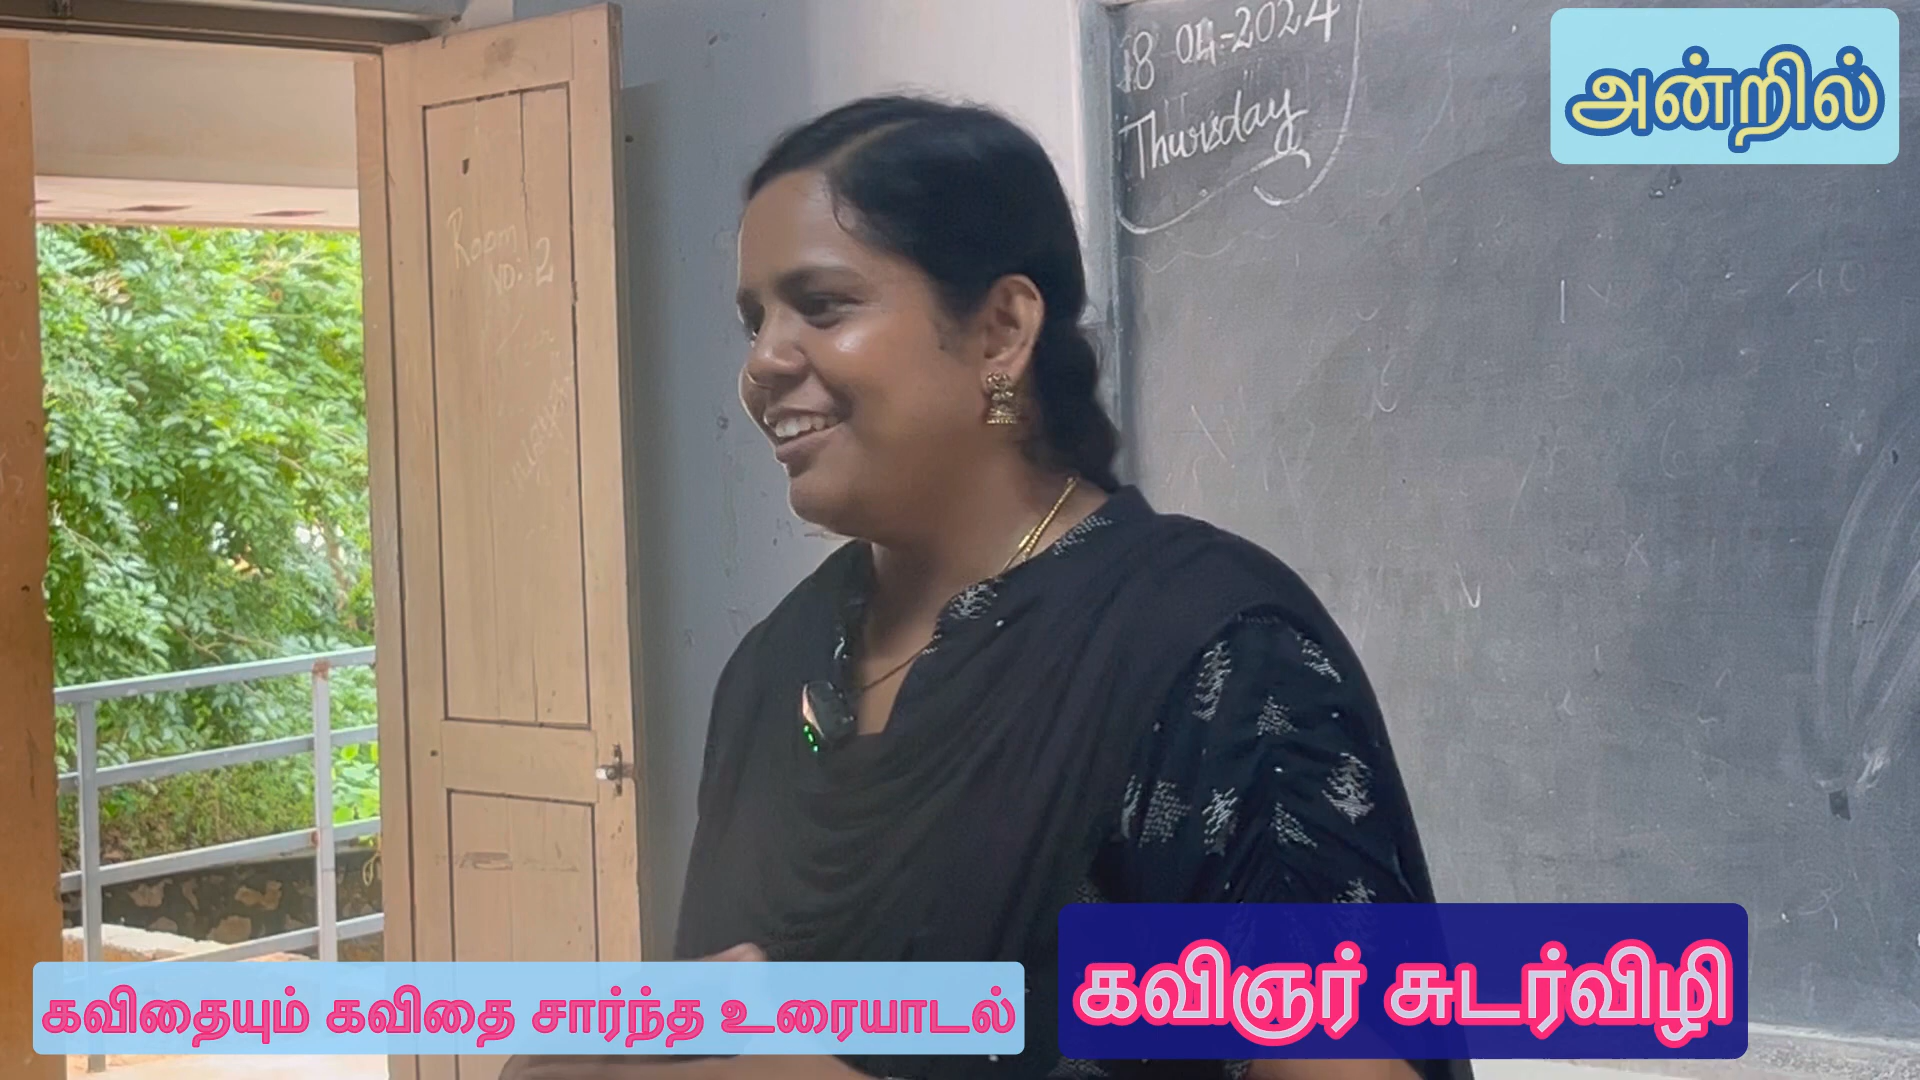 18-04-2024
Thursday
அன்றில்
Room
No: 2
கவிதையும் கவிதை சார்ந்த உரையாடல்
கவிஞர் சுடர்விழி